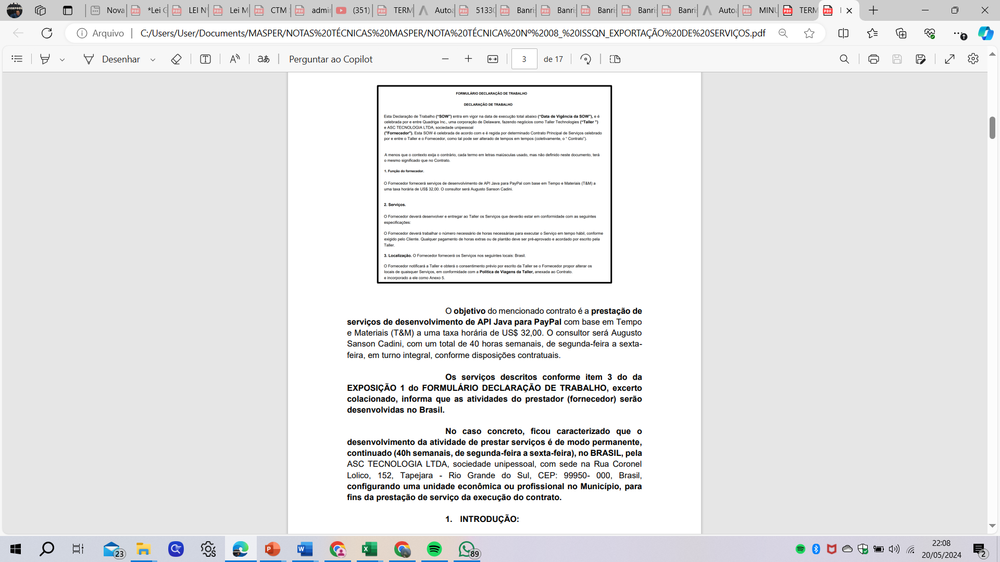 Nova
*Lei G
LEI Nº
Lei M
CTM
admi
(351)
TERM
Autoa
5133
Banris
Banris
Banris
Banris
Banris
Autoa
MINU
TERM
Arquivo
C:/Users/User/Documents/MASPER/NOTAS%20TÉCNICAS%20MASPER/NOTA%20TÉCNICA%20Nº%2008_%20ISSQN_EXPORTAÇÃO%20DE%20SERVIÇOS.pdf
Desenhar
Perguntar ao Copilot
3 de 17
FORMULÁRIO DECLARAÇÃO DE TRABALHO
DECLARAÇÃO DE TRABALHO
Esta Declaração de Trabalho ("SOW") entra em vigor na data de execução total abaixo ("Data de Vigência da SOW"), e é
celebrada por e entre Quadriga Inc., uma corporação de Delaware, fazendo negócios como Taller Technologies ("Taller ")
e ASC TECNOLOGIA LTDA, sociedade unipessoal
("Fornecedor"). Esta SOW é celebrada de acordo com e é regida por determinado Contrato Principal de Serviços celebrado
por e entre o Taller e o Fornecedor, como tal pode ser alterado de tempos em tempos (coletivamente, o " Contrato").
A menos que o contexto exija o contrário, cada termo em letras maiúsculas usado, mas não definido neste documento, terá
o mesmo significado que no Contrato.
1. Função do fornecedor.
O Fornecedor fornecerá serviços de desenvolvimento de API Java para PayPal com base em Tempo e Materiais (T&M) a
uma taxa horária de US$ 32,00. O consultor será Augusto Sanson Cadini.
2. Serviços.
O Fornecedor deverá desenvolver e entregar ao Taller os Serviços que deverão estar em conformidade com as seguintes
especificações:
O Fornecedor deverá trabalhar o número necessário de horas necessárias para executar o Serviço em tempo hábil, conforme
exigido pelo Cliente. Qualquer pagamento de horas extras ou de plantão deve ser pré-aprovado e acordado por escrito pela
Taller.
3. Localização. O Fornecedor fornecerá os Serviços nos seguintes locais: Brasil.
O Fornecedor notificará a Taller e obterá o consentimento prévio por escrito da Taller se o Fornecedor propor alterar os
locais de quaisquer Serviços, em conformidade com a Política de Viagens da Taller, anexada ao Contrato.
e incorporado a ele como Anexo 5.
O objetivo do mencionado contrato é a prestação de
serviços de desenvolvimento de API Java para PayPal com base em Tempo
e Materiais (T&M) a uma taxa horária de US$ 32,00. O consultor será Augusto
Sanson Cadini, com um total de 40 horas semanais, de segunda-feira a sexta-
feira, em turno integral, conforme disposições contratuais.
Os serviços descritos conforme item 3 do da
EXPOSIÇÃO 1 do FORMULÁRIO DECLARAÇÃO DE TRABALHO, excerto
colacionado, informa que as atividades do prestador (fornecedor) serão
desenvolvidas no Brasil.
No caso concreto, ficou caracterizado que o
desenvolvimento da atividade de prestar serviços é de modo permanente,
continuado (40h semanais, de segunda-feira a sexta-feira), no BRASIL, pela
ASC TECNOLOGIA LTDA, sociedade unipessoal, com sede na Rua Coronel
Lolico, 152, Tapejara - Rio Grande do Sul, CEP: 99950- 000, Brasil,
configurando uma unidade econômica ou profissional no Município, para
fins da prestação de serviço da execução do contrato.
1. INTRODUÇÃO:
23
89
22:08
20/05/2024
2